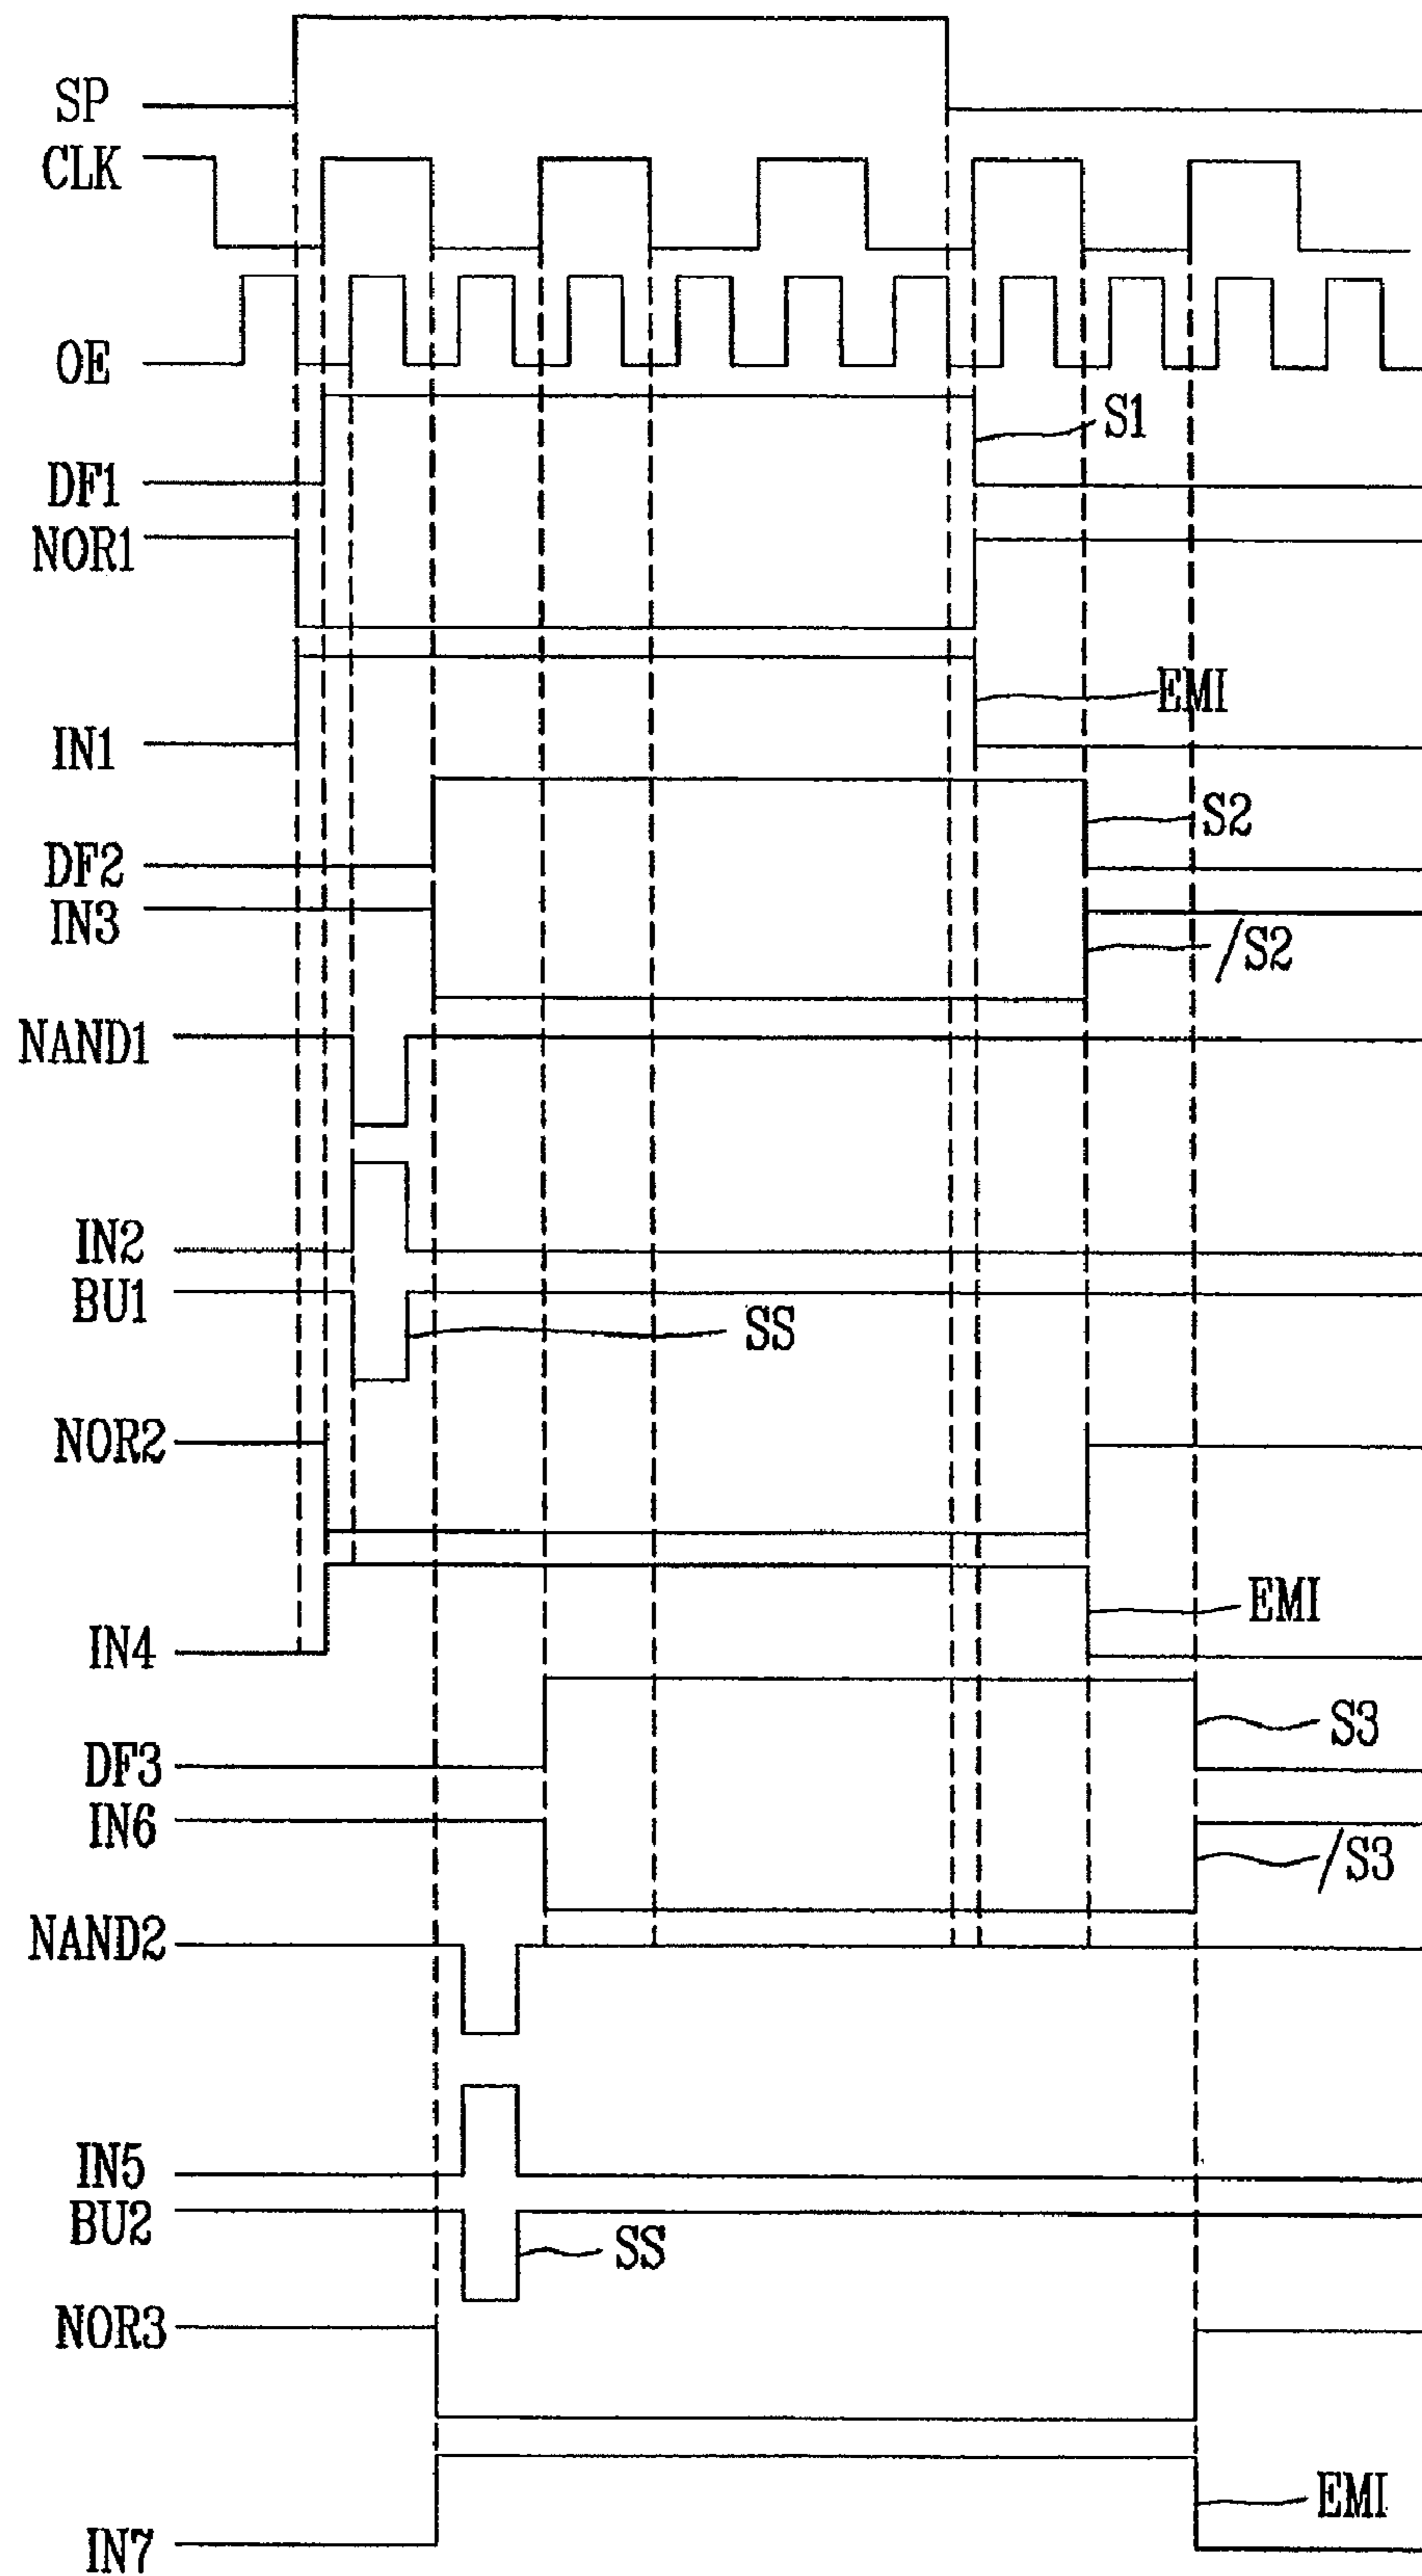 SP
CLK
OE
S1
DF1
NOR1
EMI
IN1
S2
DF2
IN3
/S2
NAND1
IN2
BU1
SS
NOR2
EMI
IN4
S3
DF3
IN6
/S3
NAND2
IN5
BU2
SS
NOR3
EMI
IN7